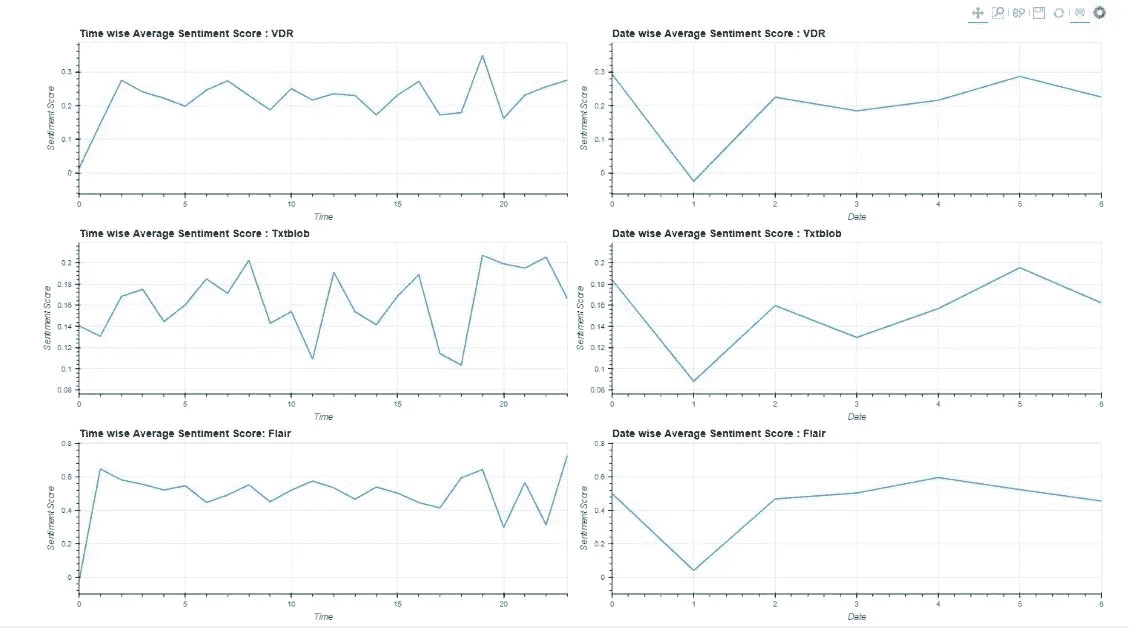 Time wise Average Sentiment Score : VDR
Sentiment Score
0.3
0.2
0.1
0
0 5 10 15 20
Time
Date wise Average Sentiment Score : VDR
Sentiment Score
0.3
0.2
0.1
0
0 1 2 3 4 5 6
Date
Time wise Average Sentiment Score : Txtblob
Sentiment Score
0.2
0.18
0.16
0.14
0.12
0.1
0.08
0 5 10 15 20
Time
Date wise Average Sentiment Score : Txtblob
Sentiment Score
0.2
0.18
0.16
0.14
0.12
0.1
0.08
0 1 2 3 4 5 6
Date
Time wise Average Sentiment Score: Flair
Sentiment Score
0.8
0.6
0.4
0.2
0
0 5 10 15 20
Time
Date wise Average Sentiment Score : Flair
Sentiment Score
0.8
0.6
0.4
0.2
0
0 1 2 3 4 5 6
Date